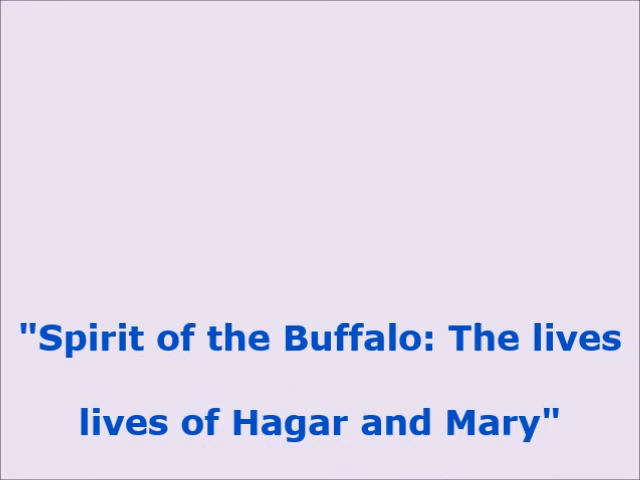 "Spirit of the Buffalo: The lives
lives of Hagar and Mary"